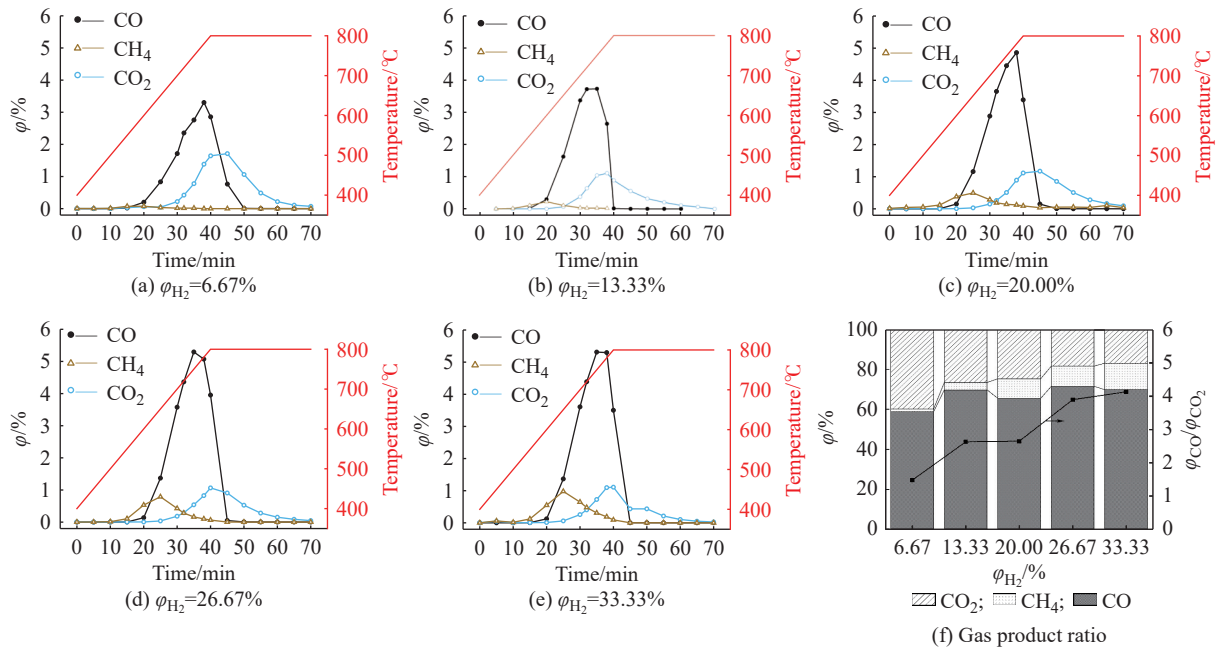 6
5
4
3
2
1
0
φ/%
CO
CH₄
CO₂
800
700
600
500
400
Temperature/℃
0 10 20 30 40 50 60 70
Time/min
(a) φ_H₂=6.67%
6
5
4
3
2
1
0
φ/%
CO
CH₄
CO₂
800
700
600
500
400
Temperature/℃
0 10 20 30 40 50 60 70
Time/min
(b) φ_H₂=13.33%
6
5
4
3
2
1
0
φ/%
CO
CH₄
CO₂
800
700
600
500
400
Temperature/℃
0 10 20 30 40 50 60 70
Time/min
(c) φ_H₂=20.00%
6
5
4
3
2
1
0
φ/%
CO
CH₄
CO₂
800
700
600
500
400
Temperature/℃
0 10 20 30 40 50 60 70
Time/min
(d) φ_H₂=26.67%
6
5
4
3
2
1
0
φ/%
CO
CH₄
CO₂
800
700
600
500
400
Temperature/℃
0 10 20 30 40 50 60 70
Time/min
(e) φ_H₂=33.33%
100
80
60
40
20
0
φ/%
6
5
4
3
2
1
0
φ_CO/φ_CO₂
6.67 13.33 20.00 26.67 33.33
φ_H₂/%
CO₂; CH₄; CO
(f) Gas product ratio